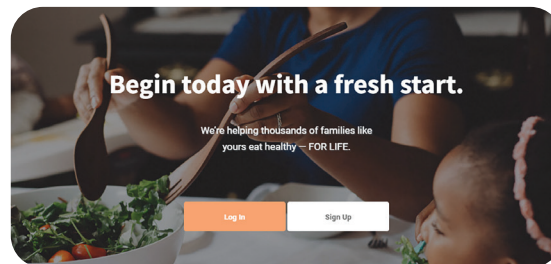 Begin today with a fresh start.
We're helping thousands of families like
yours eat healthy — FOR LIFE.
Log In
Sign Up